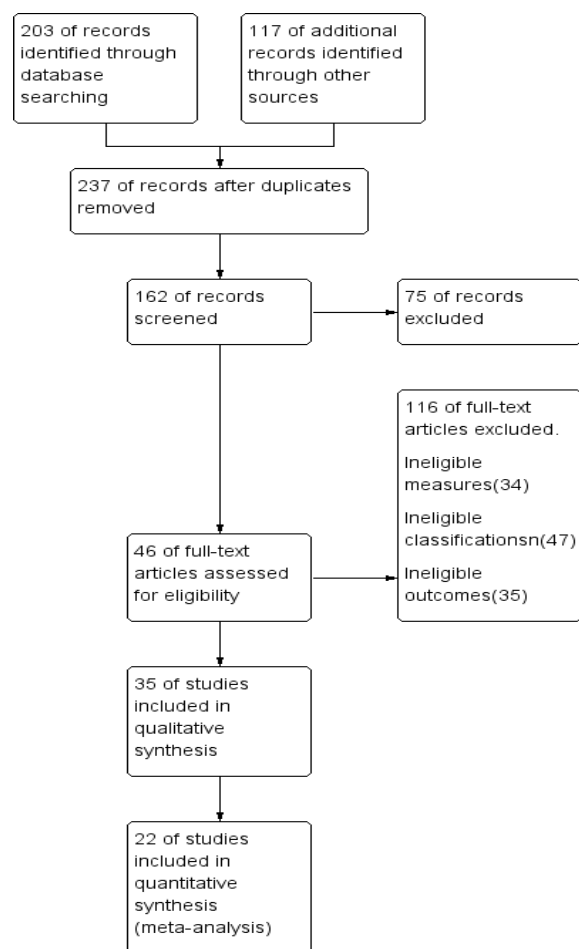 203 of records
identified through
database
searching
117 of additional
records identified
through other
sources
237 of records after duplicates
removed
162 of records
screened
75 of records
excluded
116 of full-text
articles excluded.
Ineligible
measures(34)
Ineligible
classificationsn(47)
Ineligible
outcomes(35)
46 of full-text
articles assessed
for eligibility
35 of studies
included in
qualitative
synthesis
22 of studies
included in
quantitative
synthesis
(meta-analysis)